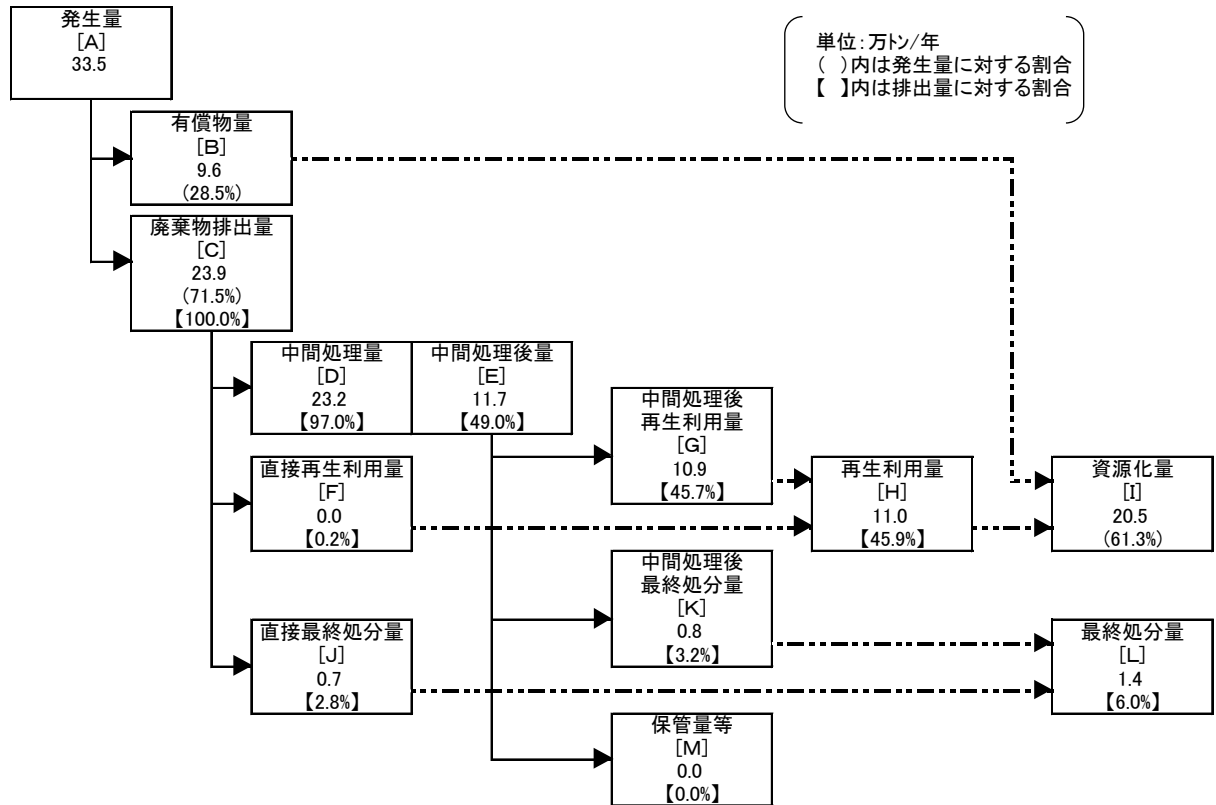 発生量
[A]
33.5
単位：万トン/年
（　）内は発生量に対する割合
【　】内は排出量に対する割合
有償物量
[B]
9.6
(28.5%)
廃棄物排出量
[C]
23.9
(71.5%)
【100.0%】
中間処理量
[D]
23.2
【97.0%】
中間処理後量
[E]
11.7
【49.0%】
中間処理後
再生利用量
[G]
10.9
【45.7%】
直接再生利用量
[F]
0.0
【0.2%】
再生利用量
[H]
11.0
【45.9%】
資源化量
[I]
20.5
(61.3%)
中間処理後
最終処分量
[K]
0.8
【3.2%】
直接最終処分量
[J]
0.7
【2.8%】
最終処分量
[L]
1.4
【6.0%】
保管量等
[M]
0.0
【0.0%】